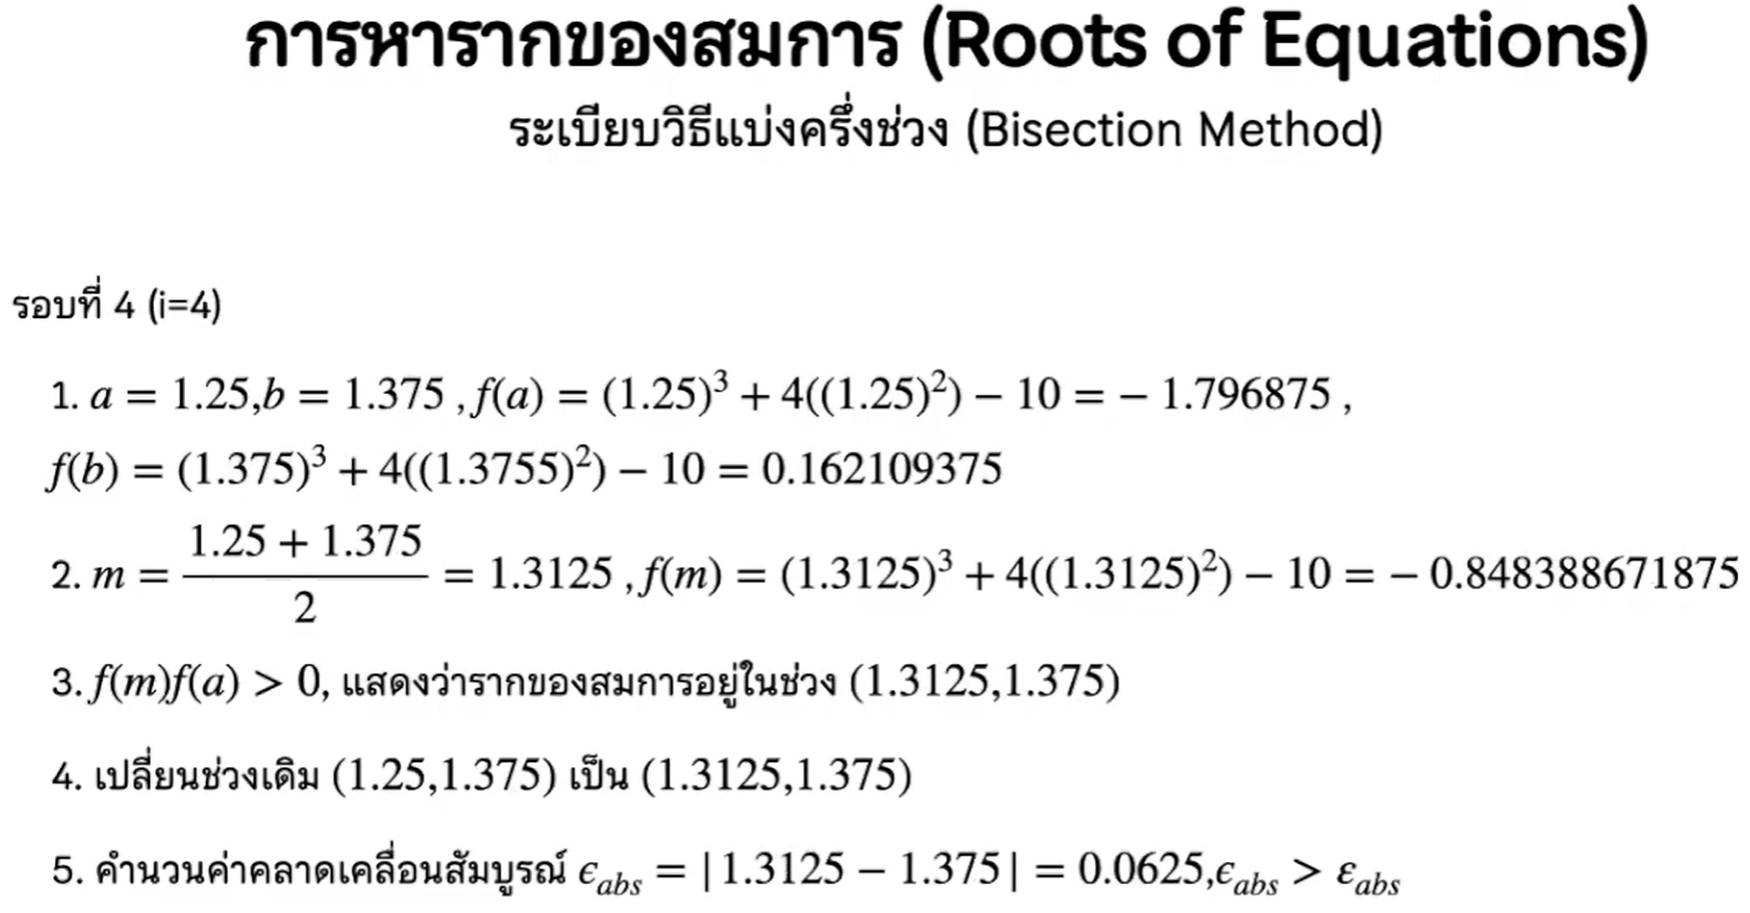 การหารากของสมการ (Roots of Equations)
ระเบียบวิธีแบ่งครึ่งช่วง (Bisection Method)
รอบที่ 4 (i=4)
1. a = 1.25,b = 1.375 , f(a) = (1.25)³ + 4((1.25)²) − 10 = − 1.796875 ,
f(b) = (1.375)³ + 4((1.3755)²) − 10 = 0.162109375
2. m = (1.25 + 1.375)/2 = 1.3125 , f(m) = (1.3125)³ + 4((1.3125)²) − 10 = − 0.848388671875
3. f(m)f(a) > 0, แสดงว่ารากของสมการอยู่ในช่วง (1.3125,1.375)
4. เปลี่ยนช่วงเดิม (1.25,1.375) เป็น (1.3125,1.375)
5. คำนวนค่าคลาดเคลื่อนสัมบูรณ์ ϵabs = | 1.3125 − 1.375 | = 0.0625,ϵabs > εabs